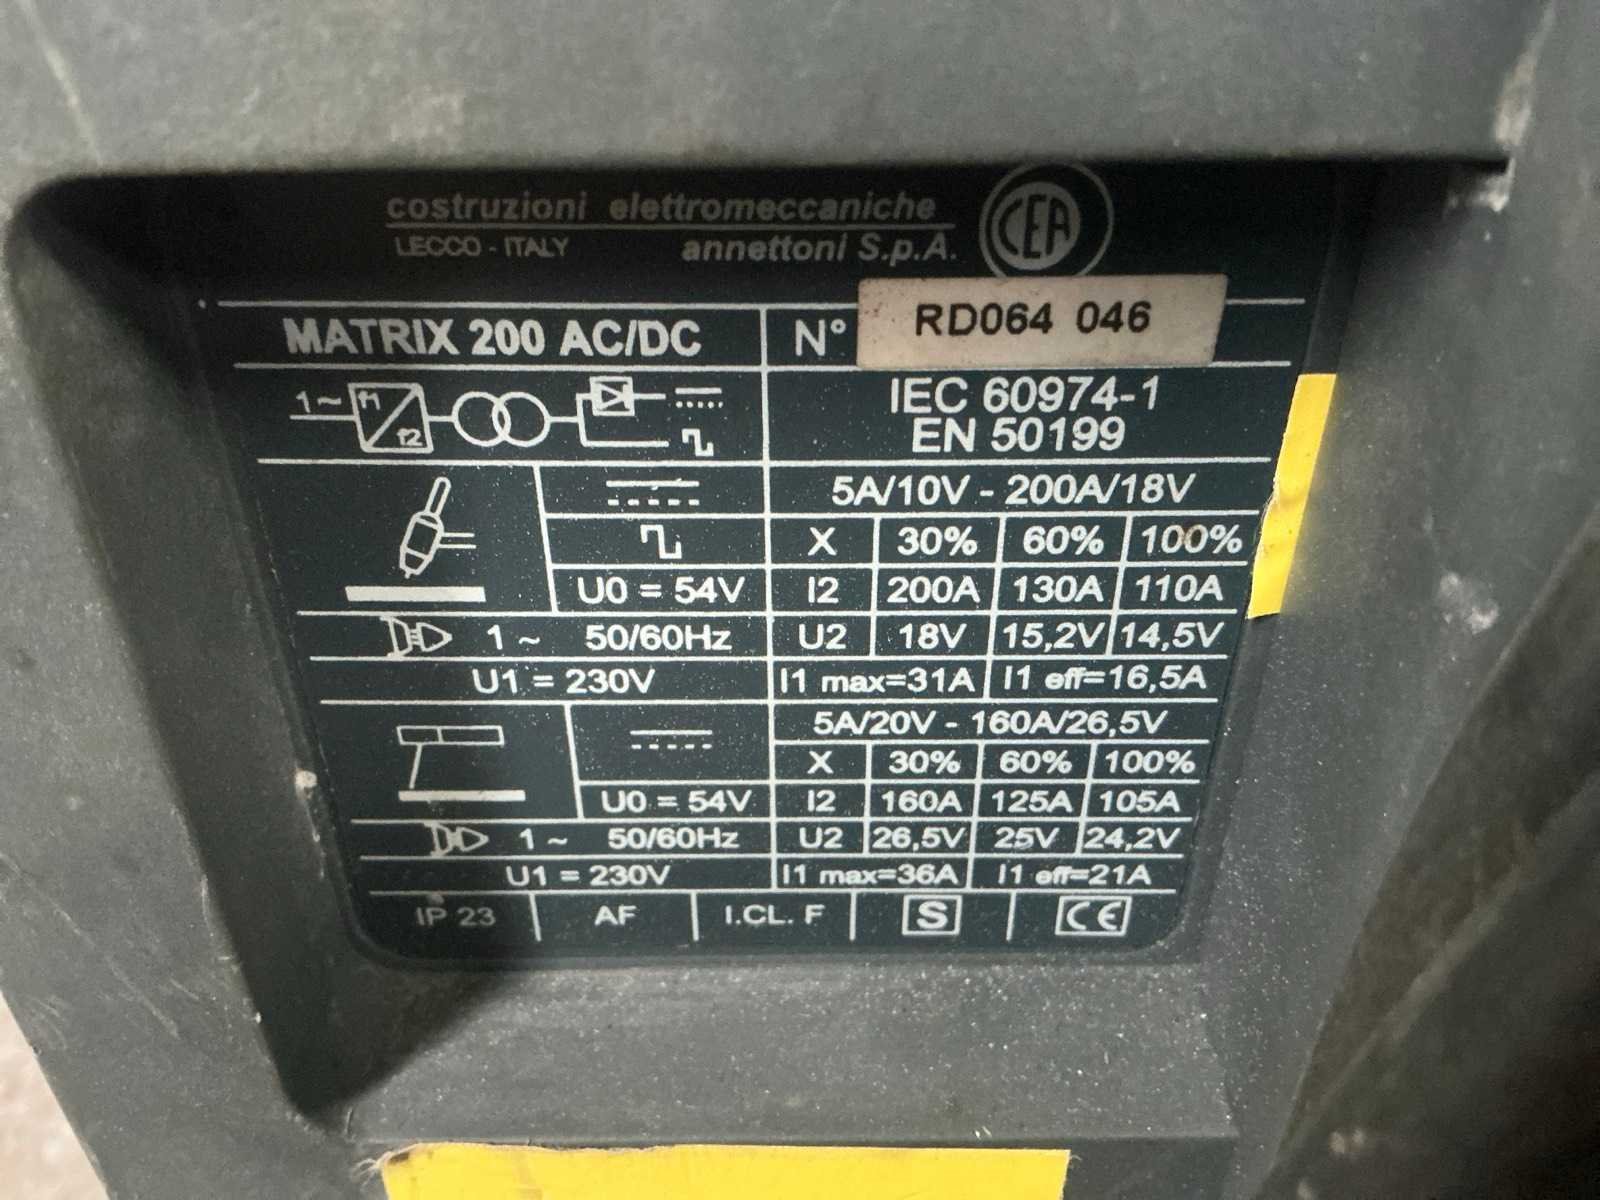 costruzioni elettromeccaniche
LECCO - ITALY annettoni S.p.A.
CEA
MATRIX 200 AC/DC N° RD064 046
1~ f1 f2
IEC 60974-1
EN 50199
5A/10V - 200A/18V
X 30% 60% 100%
U0 = 54V I2 200A 130A 110A
1 ~ 50/60Hz U2 18V 15,2V 14,5V
U1 = 230V I1 max=31A I1 eff=16,5A
5A/20V - 160A/26,5V
X 30% 60% 100%
U0 = 54V I2 160A 125A 105A
1 ~ 50/60Hz U2 26,5V 25V 24,2V
U1 = 230V I1 max=36A I1 eff=21A
IP 23 AF I.CL. F S CE